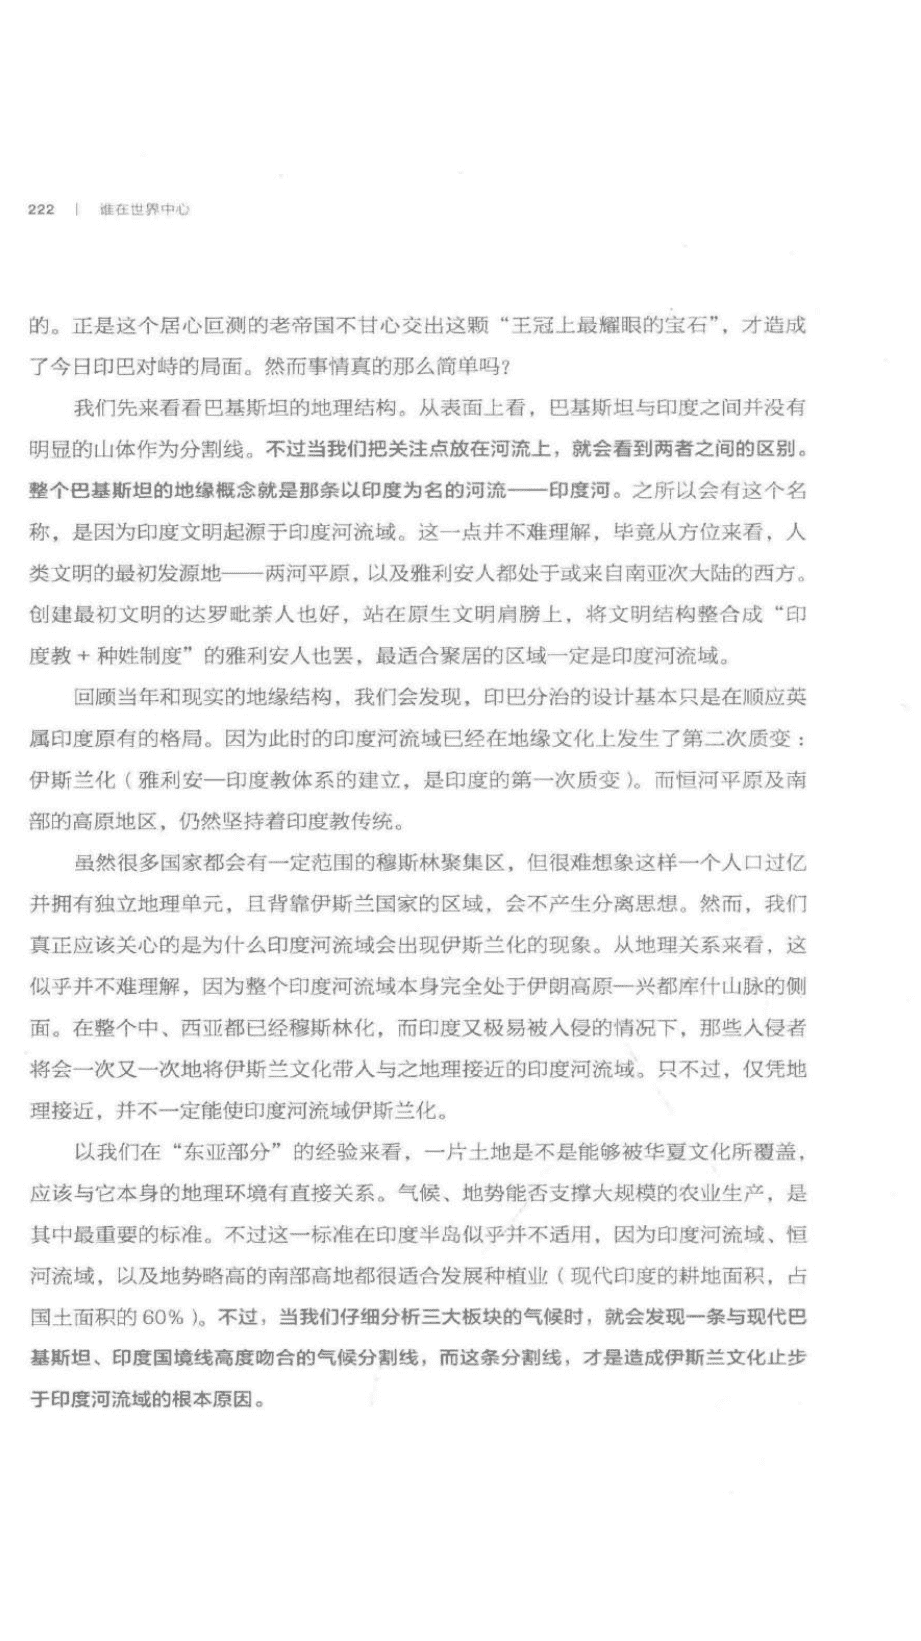 222 | 谁在世界中心
的。正是这个居心叵测的老帝国不甘心交出这颗“王冠上最耀眼的宝石”，才造成
了今日印巴对峙的局面。然而事情真的那么简单吗？
我们先来看看巴基斯坦的地理结构。从表面上看，巴基斯坦与印度之间并没有
明显的山体作为分割线。不过当我们把关注点放在河流上，就会看到两者之间的区别。
整个巴基斯坦的地缘概念就是那条以印度为名的河流——印度河。之所以会有这个名
称，是因为印度文明起源于印度河流域。这一点并不难理解，毕竟从方位来看，人
类文明的最初发源地——两河平原，以及雅利安人都处于或来自南亚次大陆的西方。
创建最初文明的达罗毗荼人也好，站在原生文明肩膀上，将文明结构整合成“印
度教 + 种姓制度”的雅利安人也罢，最适合聚居的区域一定是印度河流域。
回顾当年和现实的地缘结构，我们会发现，印巴分治的设计基本只是在顺应英
属印度原有的格局。因为此时的印度河流域已经在地缘文化上发生了第二次质变：
伊斯兰化（雅利安—印度教体系的建立，是印度的第一次质变）。而恒河平原及南
部的高原地区，仍然坚持着印度教传统。
虽然很多国家都会有一定范围的穆斯林聚集区，但很难想象这样一个人口过亿
并拥有独立地理单元，且背靠伊斯兰国家的区域，会不产生分离思想。然而，我们
真正应该关心的是为什么印度河流域会出现伊斯兰化的现象。从地理关系来看，这
似乎并不难理解，因为整个印度河流域本身完全处于伊朗高原—兴都库什山脉的侧
面。在整个中、西亚都已经穆斯林化，而印度又极易被入侵的情况下，那些入侵者
将会一次又一次地将伊斯兰文化带入与之地理接近的印度河流域。只不过，仅凭地
理接近，并不一定能使印度河流域伊斯兰化。
以我们在“东亚部分”的经验来看，一片土地是不是能够被华夏文化所覆盖，
应该与它本身的地理环境有直接关系。气候、地势能否支撑大规模的农业生产，是
其中最重要的标准。不过这一标准在印度半岛似乎并不适用，因为印度河流域、恒
河流域，以及地势略高的南部高地都很适合发展种植业（现代印度的耕地面积，占
国土面积的 60%）。不过，当我们仔细分析三大板块的气候时，就会发现一条与现代巴
基斯坦、印度国境线高度吻合的气候分割线，而这条分割线，才是造成伊斯兰文化止步
于印度河流域的根本原因。